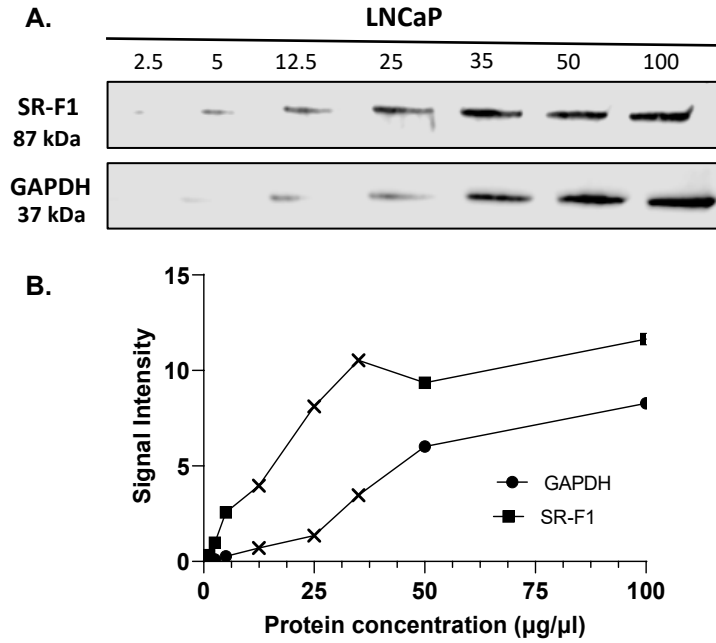 A.
LNCaP
2.5 5 12.5 25 35 50 100
SR-F1
87 kDa
GAPDH
37 kDa
B.
15
10
5
0
Signal Intensity
GAPDH
SR-F1
0 25 50 75 100
Protein concentration (µg/µl)